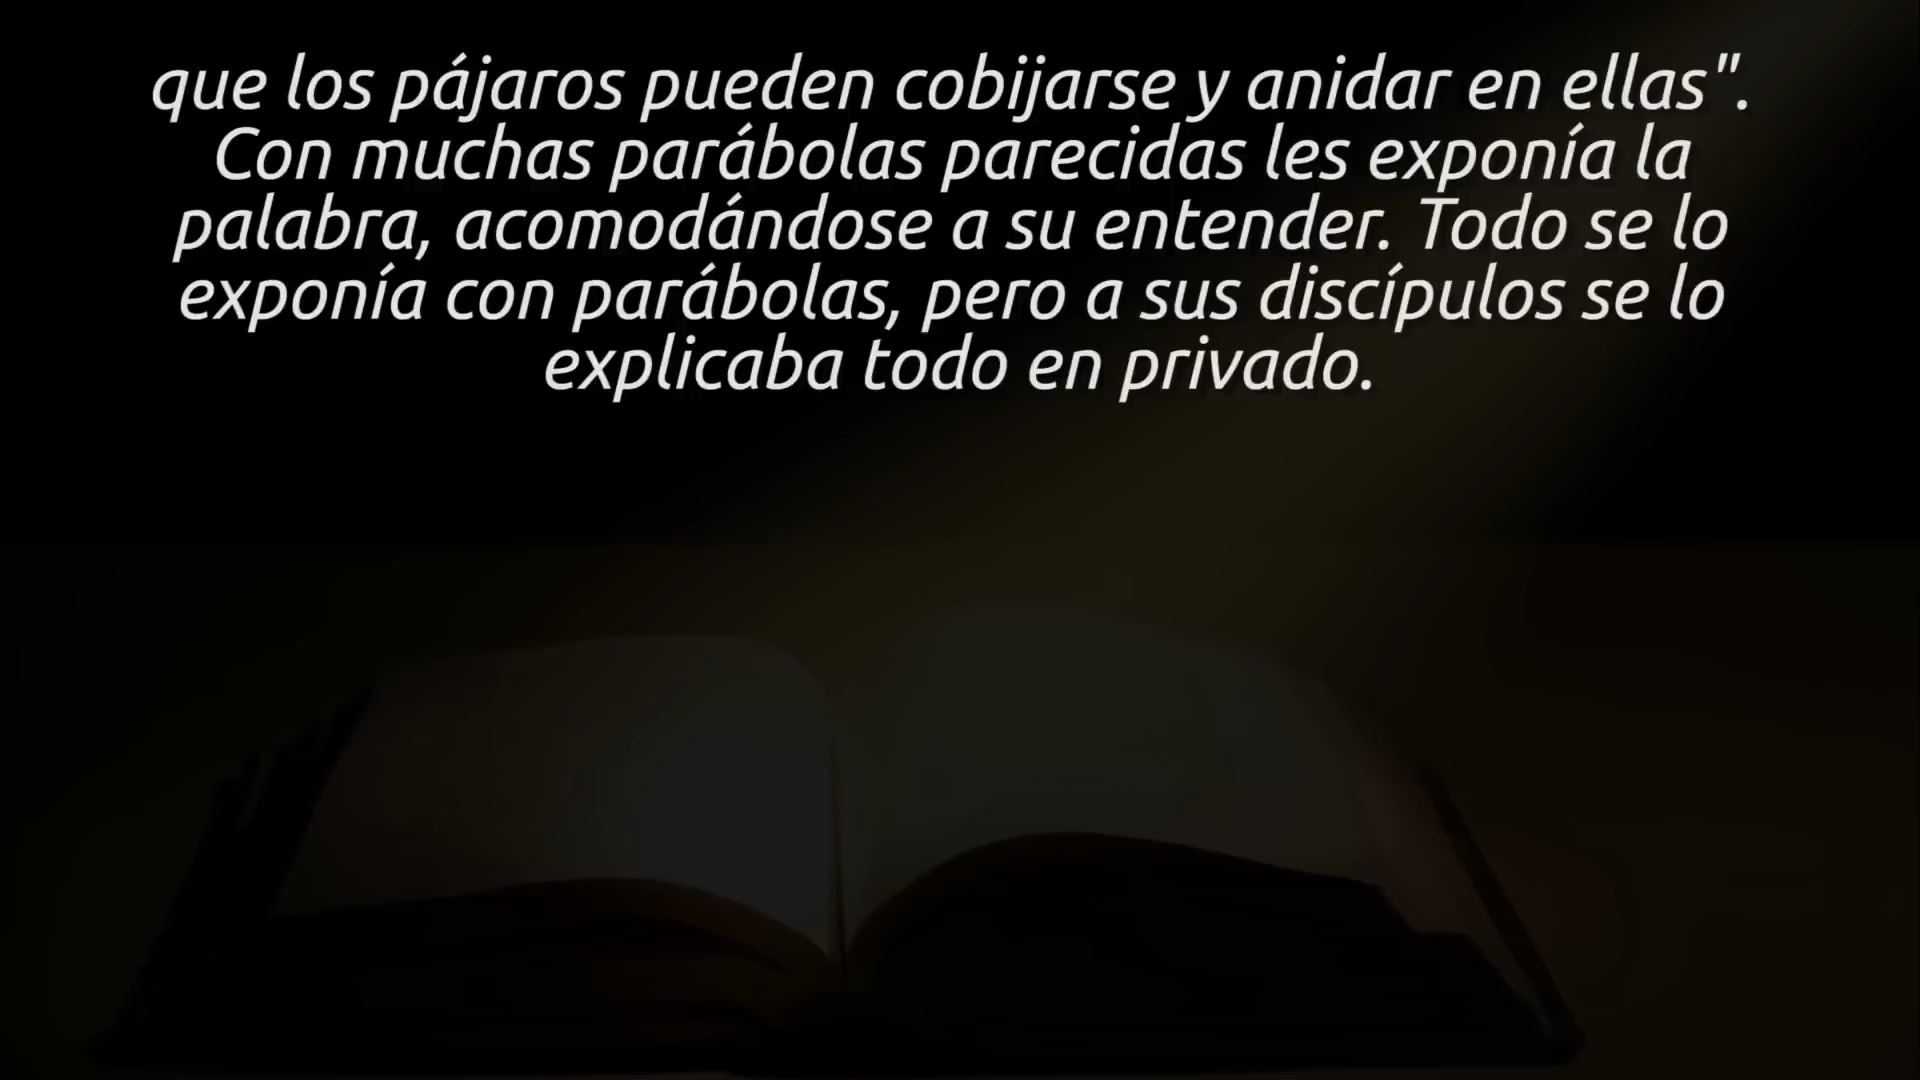 que los pájaros pueden cobijarse y anidar en ellas".
Con muchas parábolas parecidas les exponía la
palabra, acomodándose a su entender. Todo se lo
exponía con parábolas, pero a sus discípulos se lo
explicaba todo en privado.